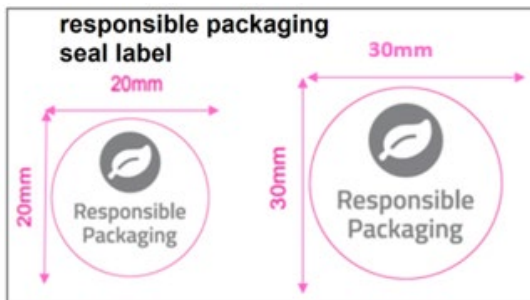 responsible packaging
seal label
20mm
20mm
Responsible
Packaging
30mm
30mm
Responsible
Packaging